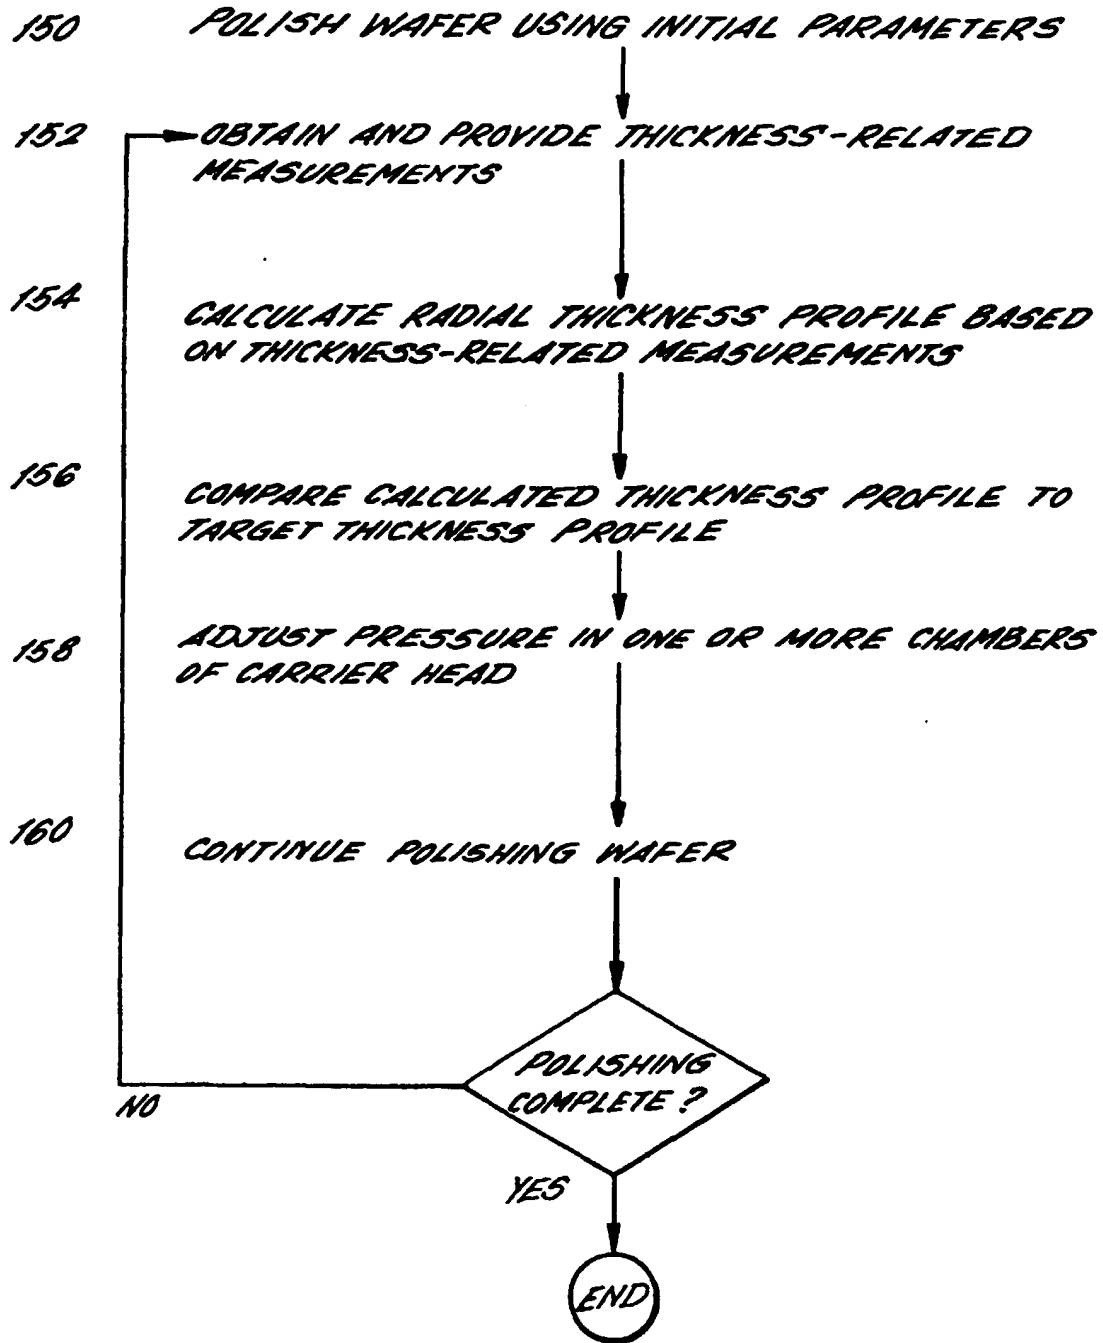 150 POLISH WAFER USING INITIAL PARAMETERS
152 OBTAIN AND PROVIDE THICKNESS-RELATED
MEASUREMENTS
154 CALCULATE RADIAL THICKNESS PROFILE BASED
ON THICKNESS-RELATED MEASUREMENTS
156 COMPARE CALCULATED THICKNESS PROFILE TO
TARGET THICKNESS PROFILE
158 ADJUST PRESSURE IN ONE OR MORE CHAMBERS
OF CARRIER HEAD
160 CONTINUE POLISHING WAFER
POLISHING
COMPLETE?
NO
YES
END